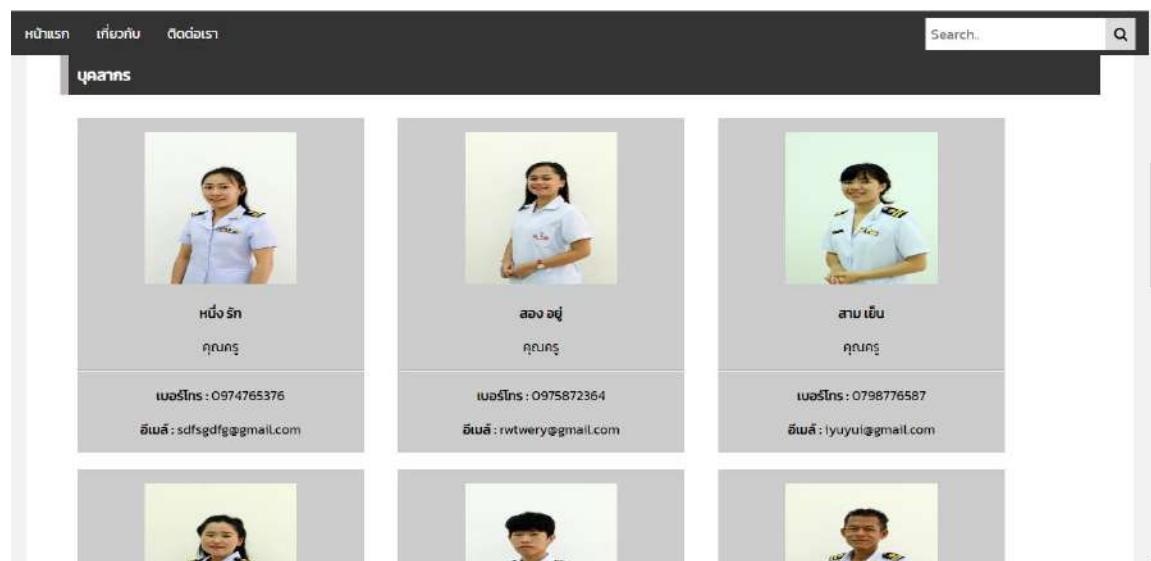 หน้าแรก เกี่ยวกับ ติดต่อเรา Search..
บุคลากร
หนึ่ง รัก
คุณครู
เบอร์โทร : 0974765376
อีเมล์ : sdfsgdfg@gmail.com
สอง อยู่
คุณครู
เบอร์โทร : 0975872364
อีเมล์ : rwtwery@gmail.com
สาม เย็น
คุณครู
เบอร์โทร : 0798776587
อีเมล์ : iyuyui@gmail.com